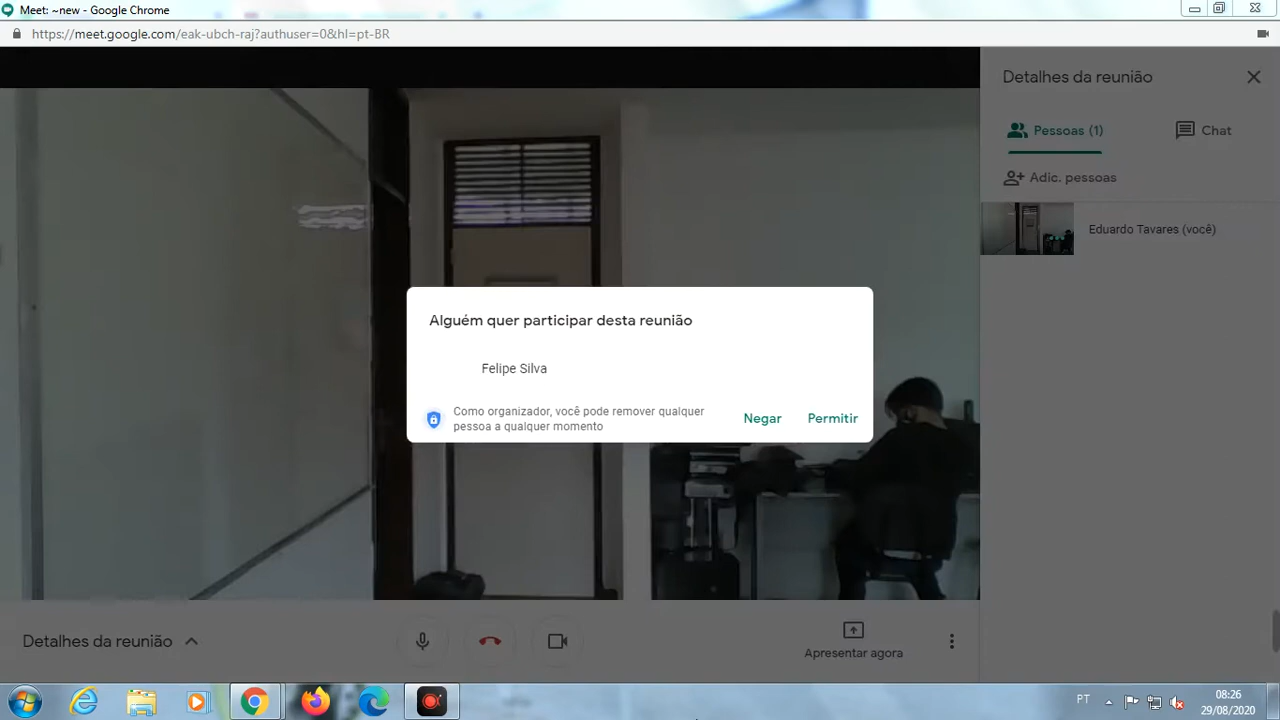 Meet: ~new - Google Chrome
https://meet.google.com/eak-ubch-raj?authuser=0&hl=pt-BR
Detalhes da reunião
Pessoas (1)
Chat
Adic. pessoas
Eduardo Tavares (você)
Alguém quer participar desta reunião
Felipe Silva
Como organizador, você pode remover qualquer
pessoa a qualquer momento
Negar
Permitir
Detalhes da reunião
Apresentar agora
PT
08:26
29/08/2020